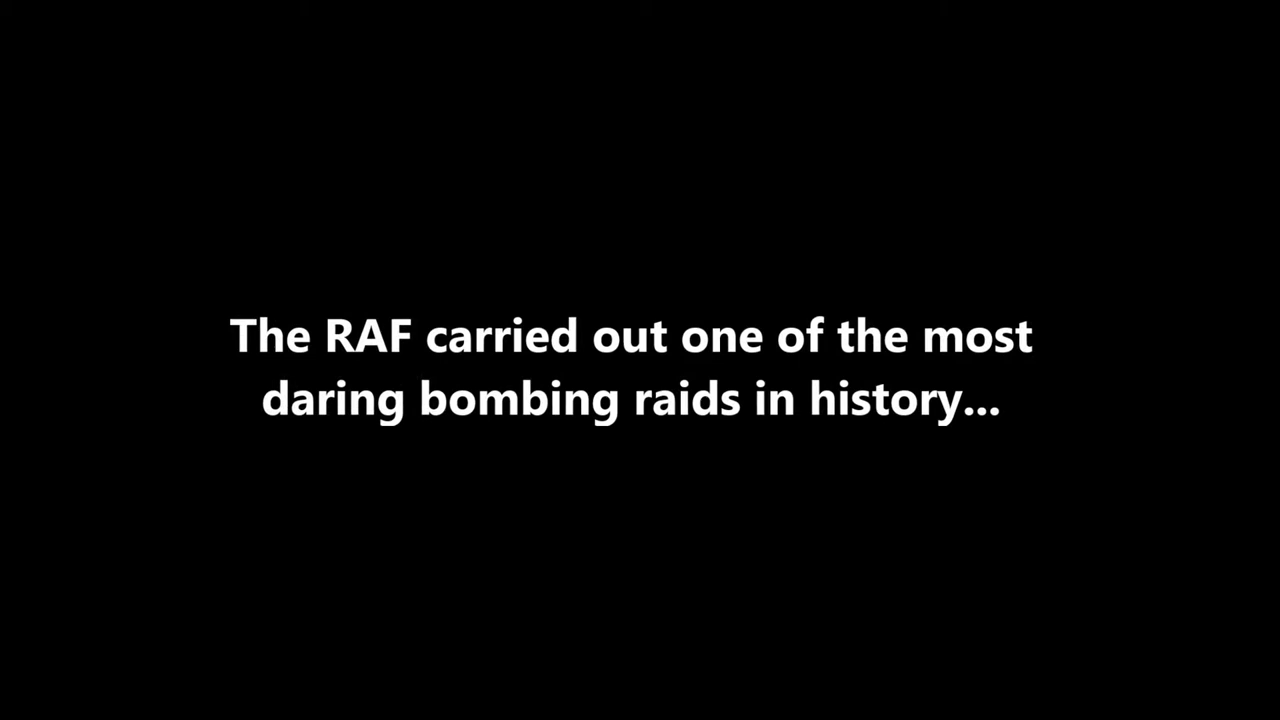 The RAF carried out one of the most
daring bombing raids in history...